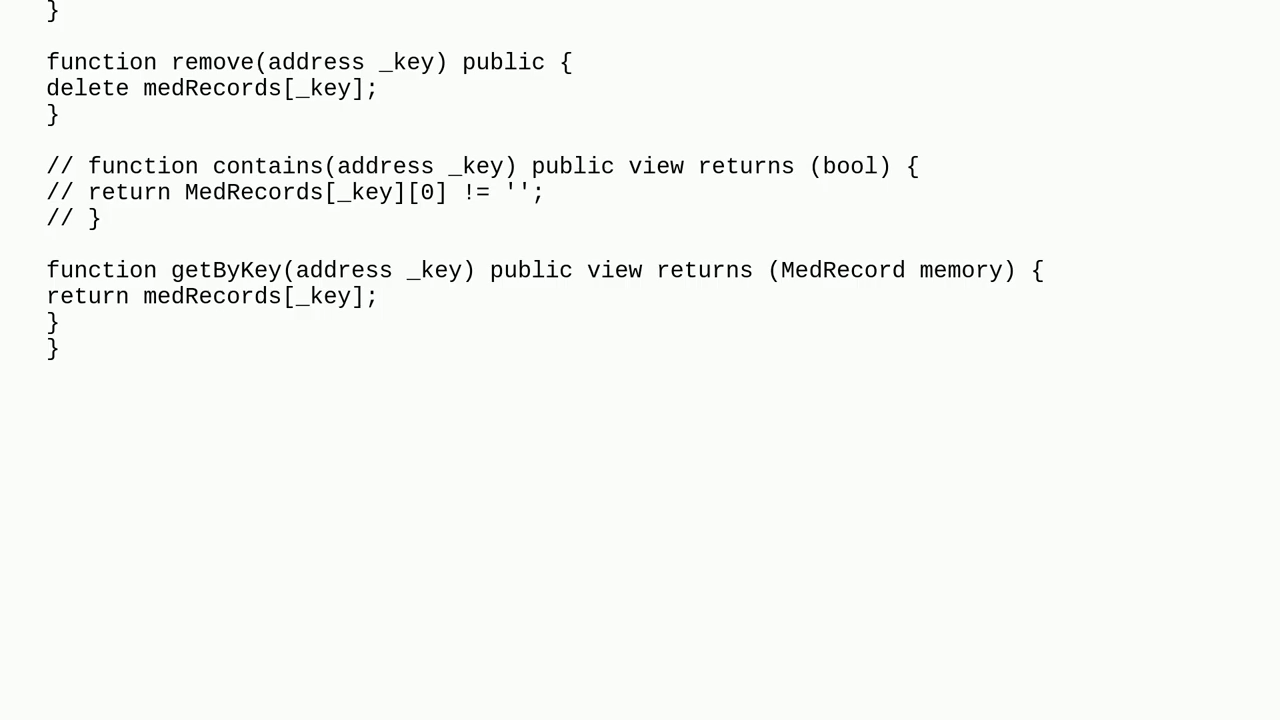 }
function remove(address _key) public {
delete medRecords[_key];
}
// function contains(address _key) public view returns (bool) {
// return MedRecords[_key][0] != '';
// }
function getByKey(address _key) public view returns (MedRecord memory) {
return medRecords[_key];
}
}